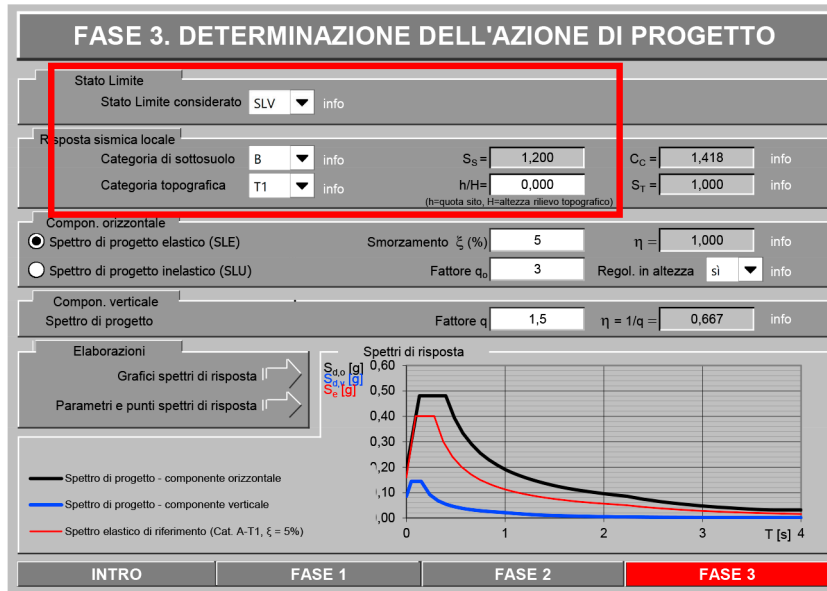 FASE 3. DETERMINAZIONE DELL'AZIONE DI PROGETTO
Stato Limite
Stato Limite considerato SLV info
Risposta sismica locale
Categoria di sottosuolo B info SS = 1,200 CC = 1,418 info
Categoria topografica T1 info h/H= 0,000 ST = 1,000 info
(h=quota sito, H=altezza rilievo topografico)
Compon. orizzontale
Spettro di progetto elastico (SLE) Smorzamento ξ (%) 5 η = 1,000 info
Spettro di progetto inelastico (SLU) Fattore qo 3 Regol. in altezza sì info
Compon. verticale
Spettro di progetto Fattore q 1,5 η = 1/q = 0,667 info
Elaborazioni
Grafici spettri di risposta
Parametri e punti spettri di risposta
Spettri di risposta
Sd,o [g]
Sd,v [g]
Se [g]
0,60
0,50
0,40
0,30
,20
,10
,00
0 1 2 3 T [s] 4
Spettro di progetto - componente orizzontale
Spettro di progetto - componente verticale
Spettro elastico di riferimento (Cat. A-T1, ξ = 5%)
INTRO FASE 1 FASE 2 FASE 3